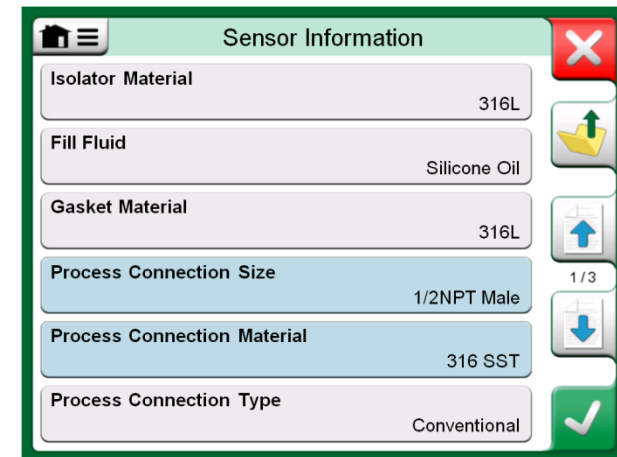 Sensor Information
Isolator Material
316L
Fill Fluid
Silicone Oil
Gasket Material
316L
Process Connection Size
1/2NPT Male
1/3
Process Connection Material
316 SST
Process Connection Type
Conventional